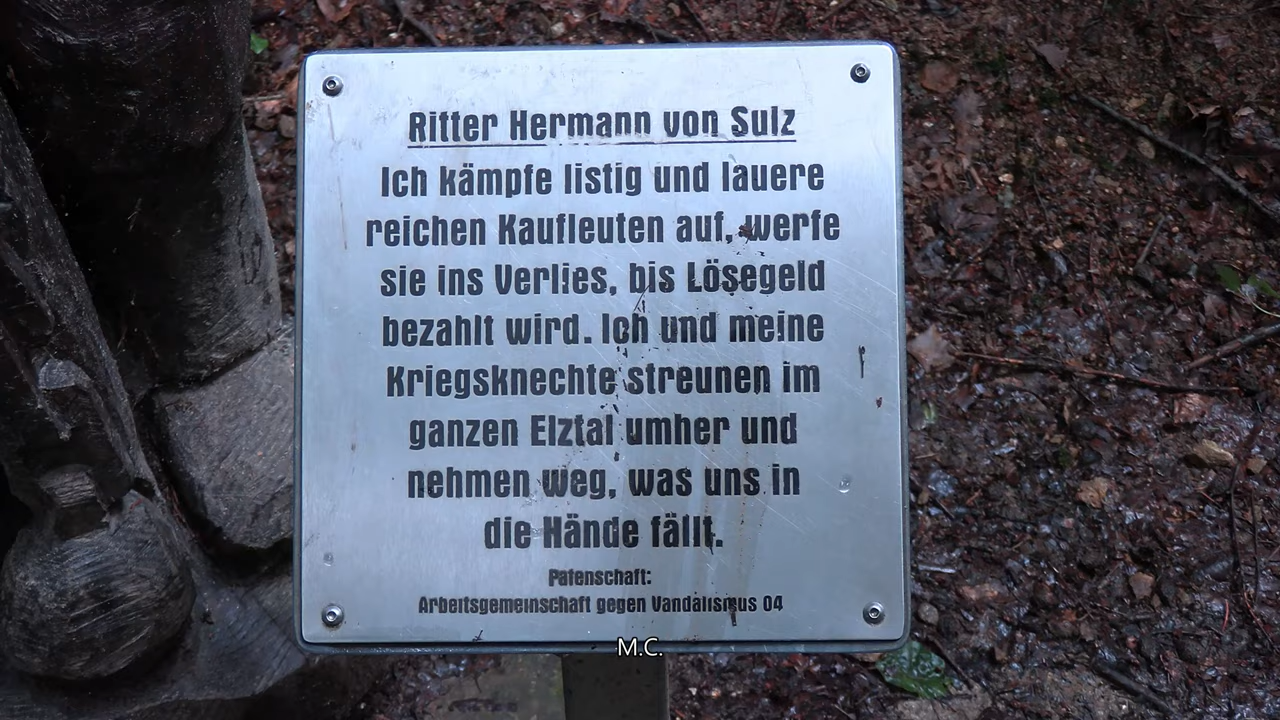 Ritter Hermann von Sulz
Ich kämpfe listig und lauere
reichen Kaufleuten auf, werfe
sie ins Verlies, bis Lösegeld
bezahlt wird. Ich und meine
Kriegsknechte streunen im
ganzen Elztal umher und
nehmen weg, was uns in
die Hände fällt.
Patenschaft:
Arbeitsgemeinschaft gegen Vandalismus 04
M.C.